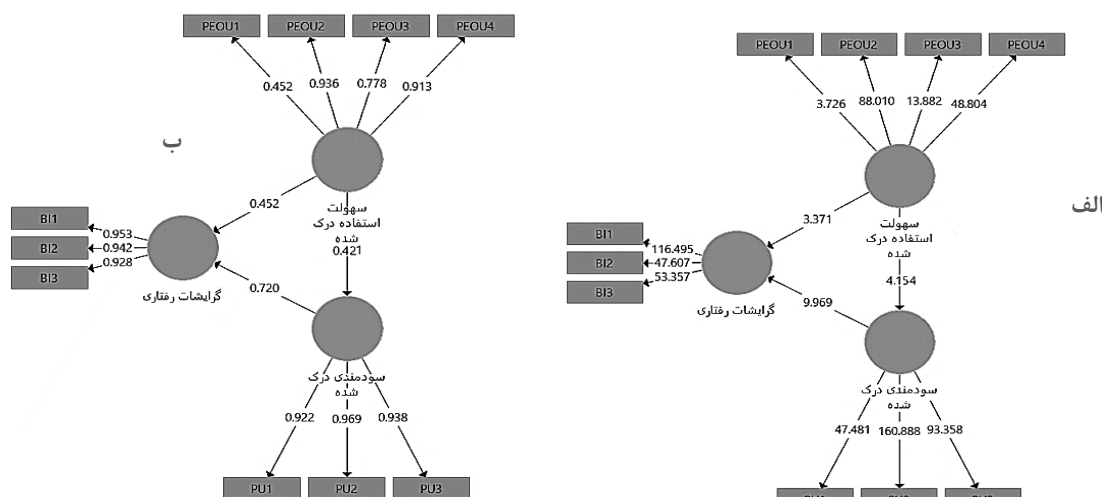 ب
PEOU1 PEOU2 PEOU3 PEOU4
0.452 0.936 0.778 0.913
سهولت
استفاده درک
شده
0.452
0.421
BI1
BI2
BI3
0.953
0.942
0.928
گرایشات رفتاری
0.720
سودمندی درک
شده
0.922 0.969 0.938
PU1 PU2 PU3
الف
PEOU1 PEOU2 PEOU3 PEOU4
3.726 88.010 13.882 48.804
سهولت
استفاده درک
شده
3.371
4.154
BI1
BI2
BI3
116.495
47.607
53.357
گرایشات رفتاری
9.969
سودمندی درک
شده
47.481 160.888 93.358